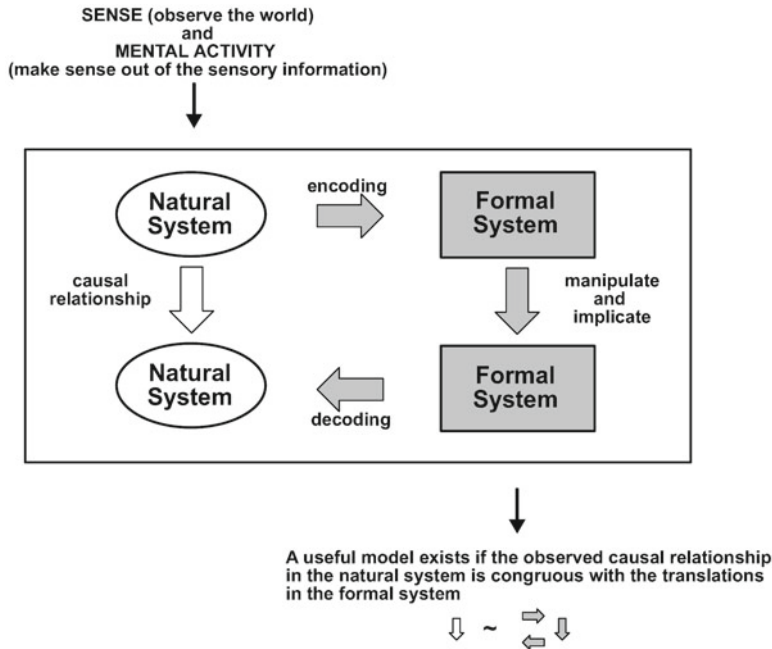 SENSE (observe the world)
and
MENTAL ACTIVITY
(make sense out of the sensory information)
Natural
System
encoding
Formal
System
causal
relationship
manipulate
and
implicate
Natural
System
decoding
Formal
System
A useful model exists if the observed causal relationship
in the natural system is congruous with the translations
in the formal system
~